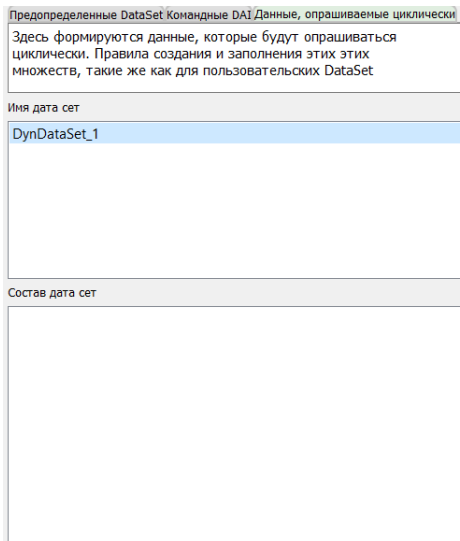 Предопределенные DataSet Командные DAI Данные, опрашиваемые циклически
Здесь формируются данные, которые будут опрашиваться
циклически. Правила создания и заполнения этих этих
множеств, такие же как для пользовательских DataSet
Имя дата сет
DynDataSet_1
Состав дата сет